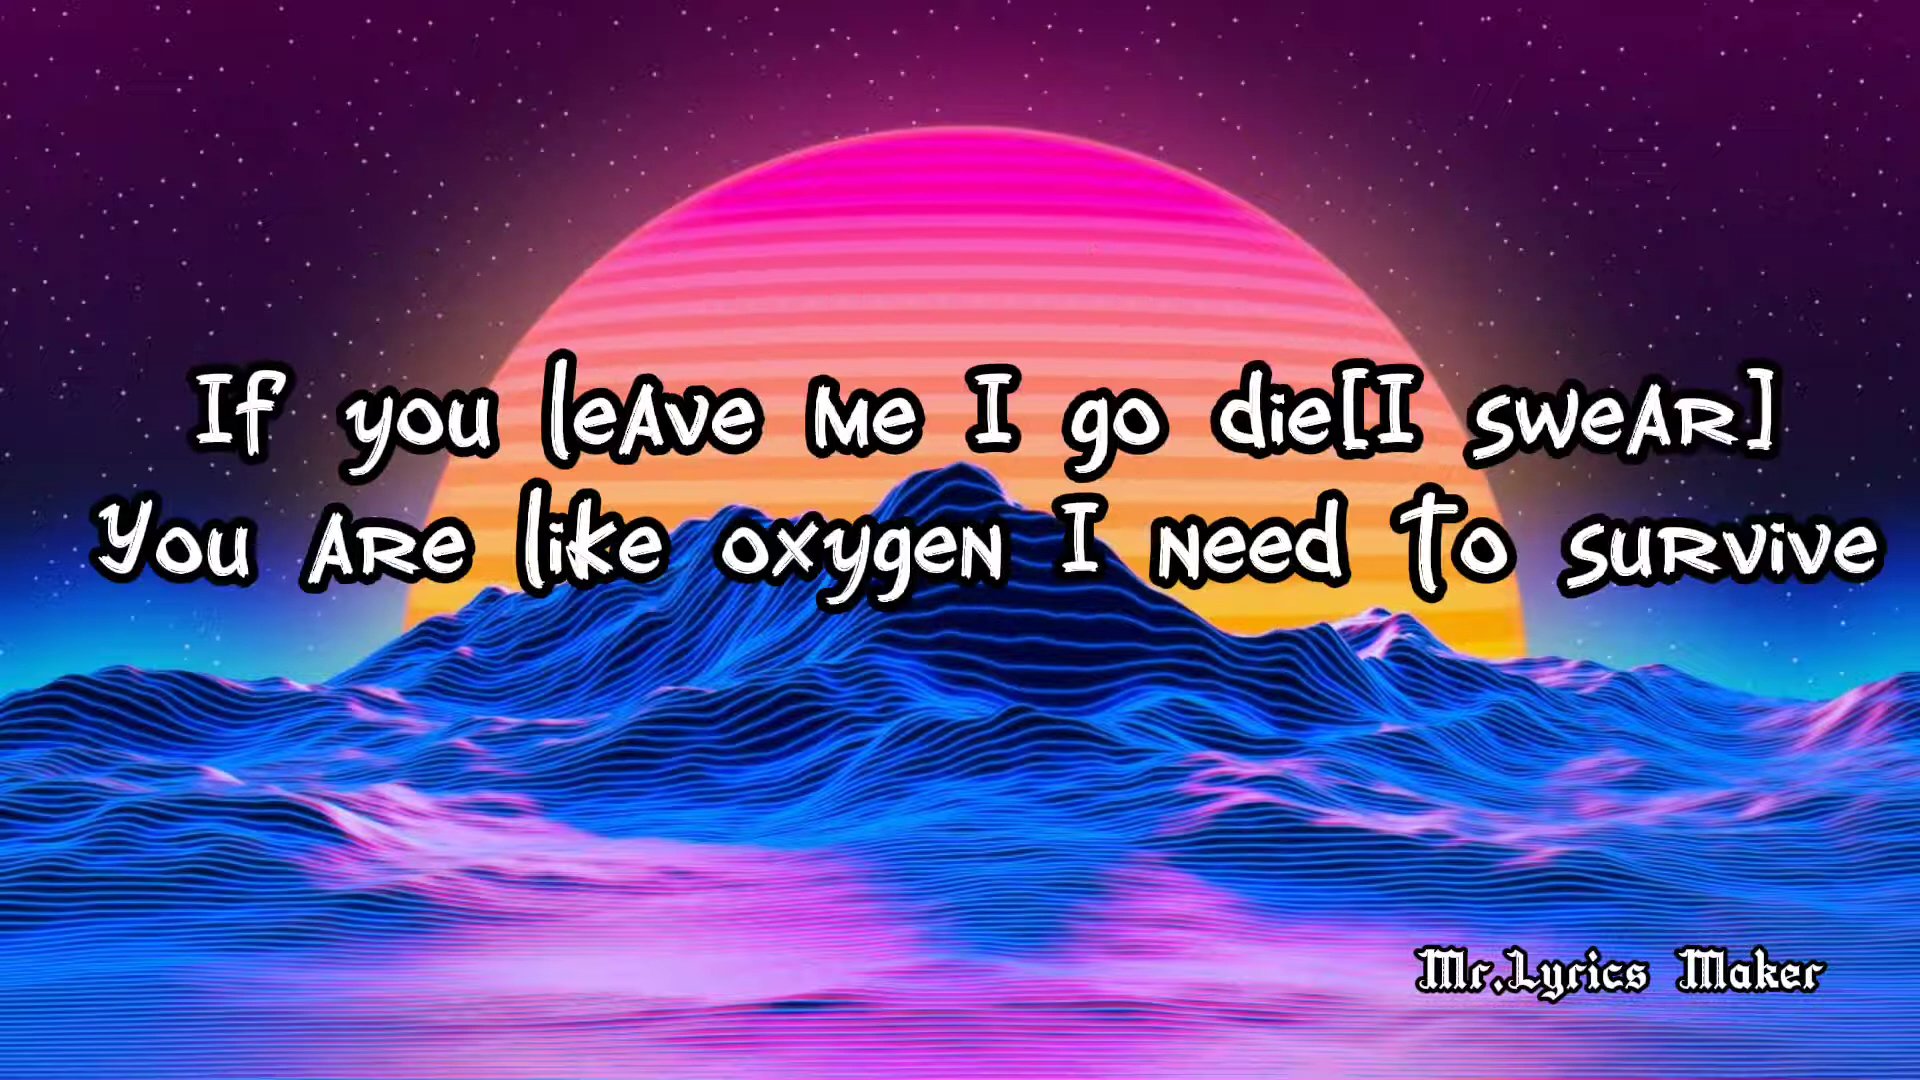 If you leave me I go die[I swear]
You are like oxygen I need to survive
Mr.Lyrics Maker